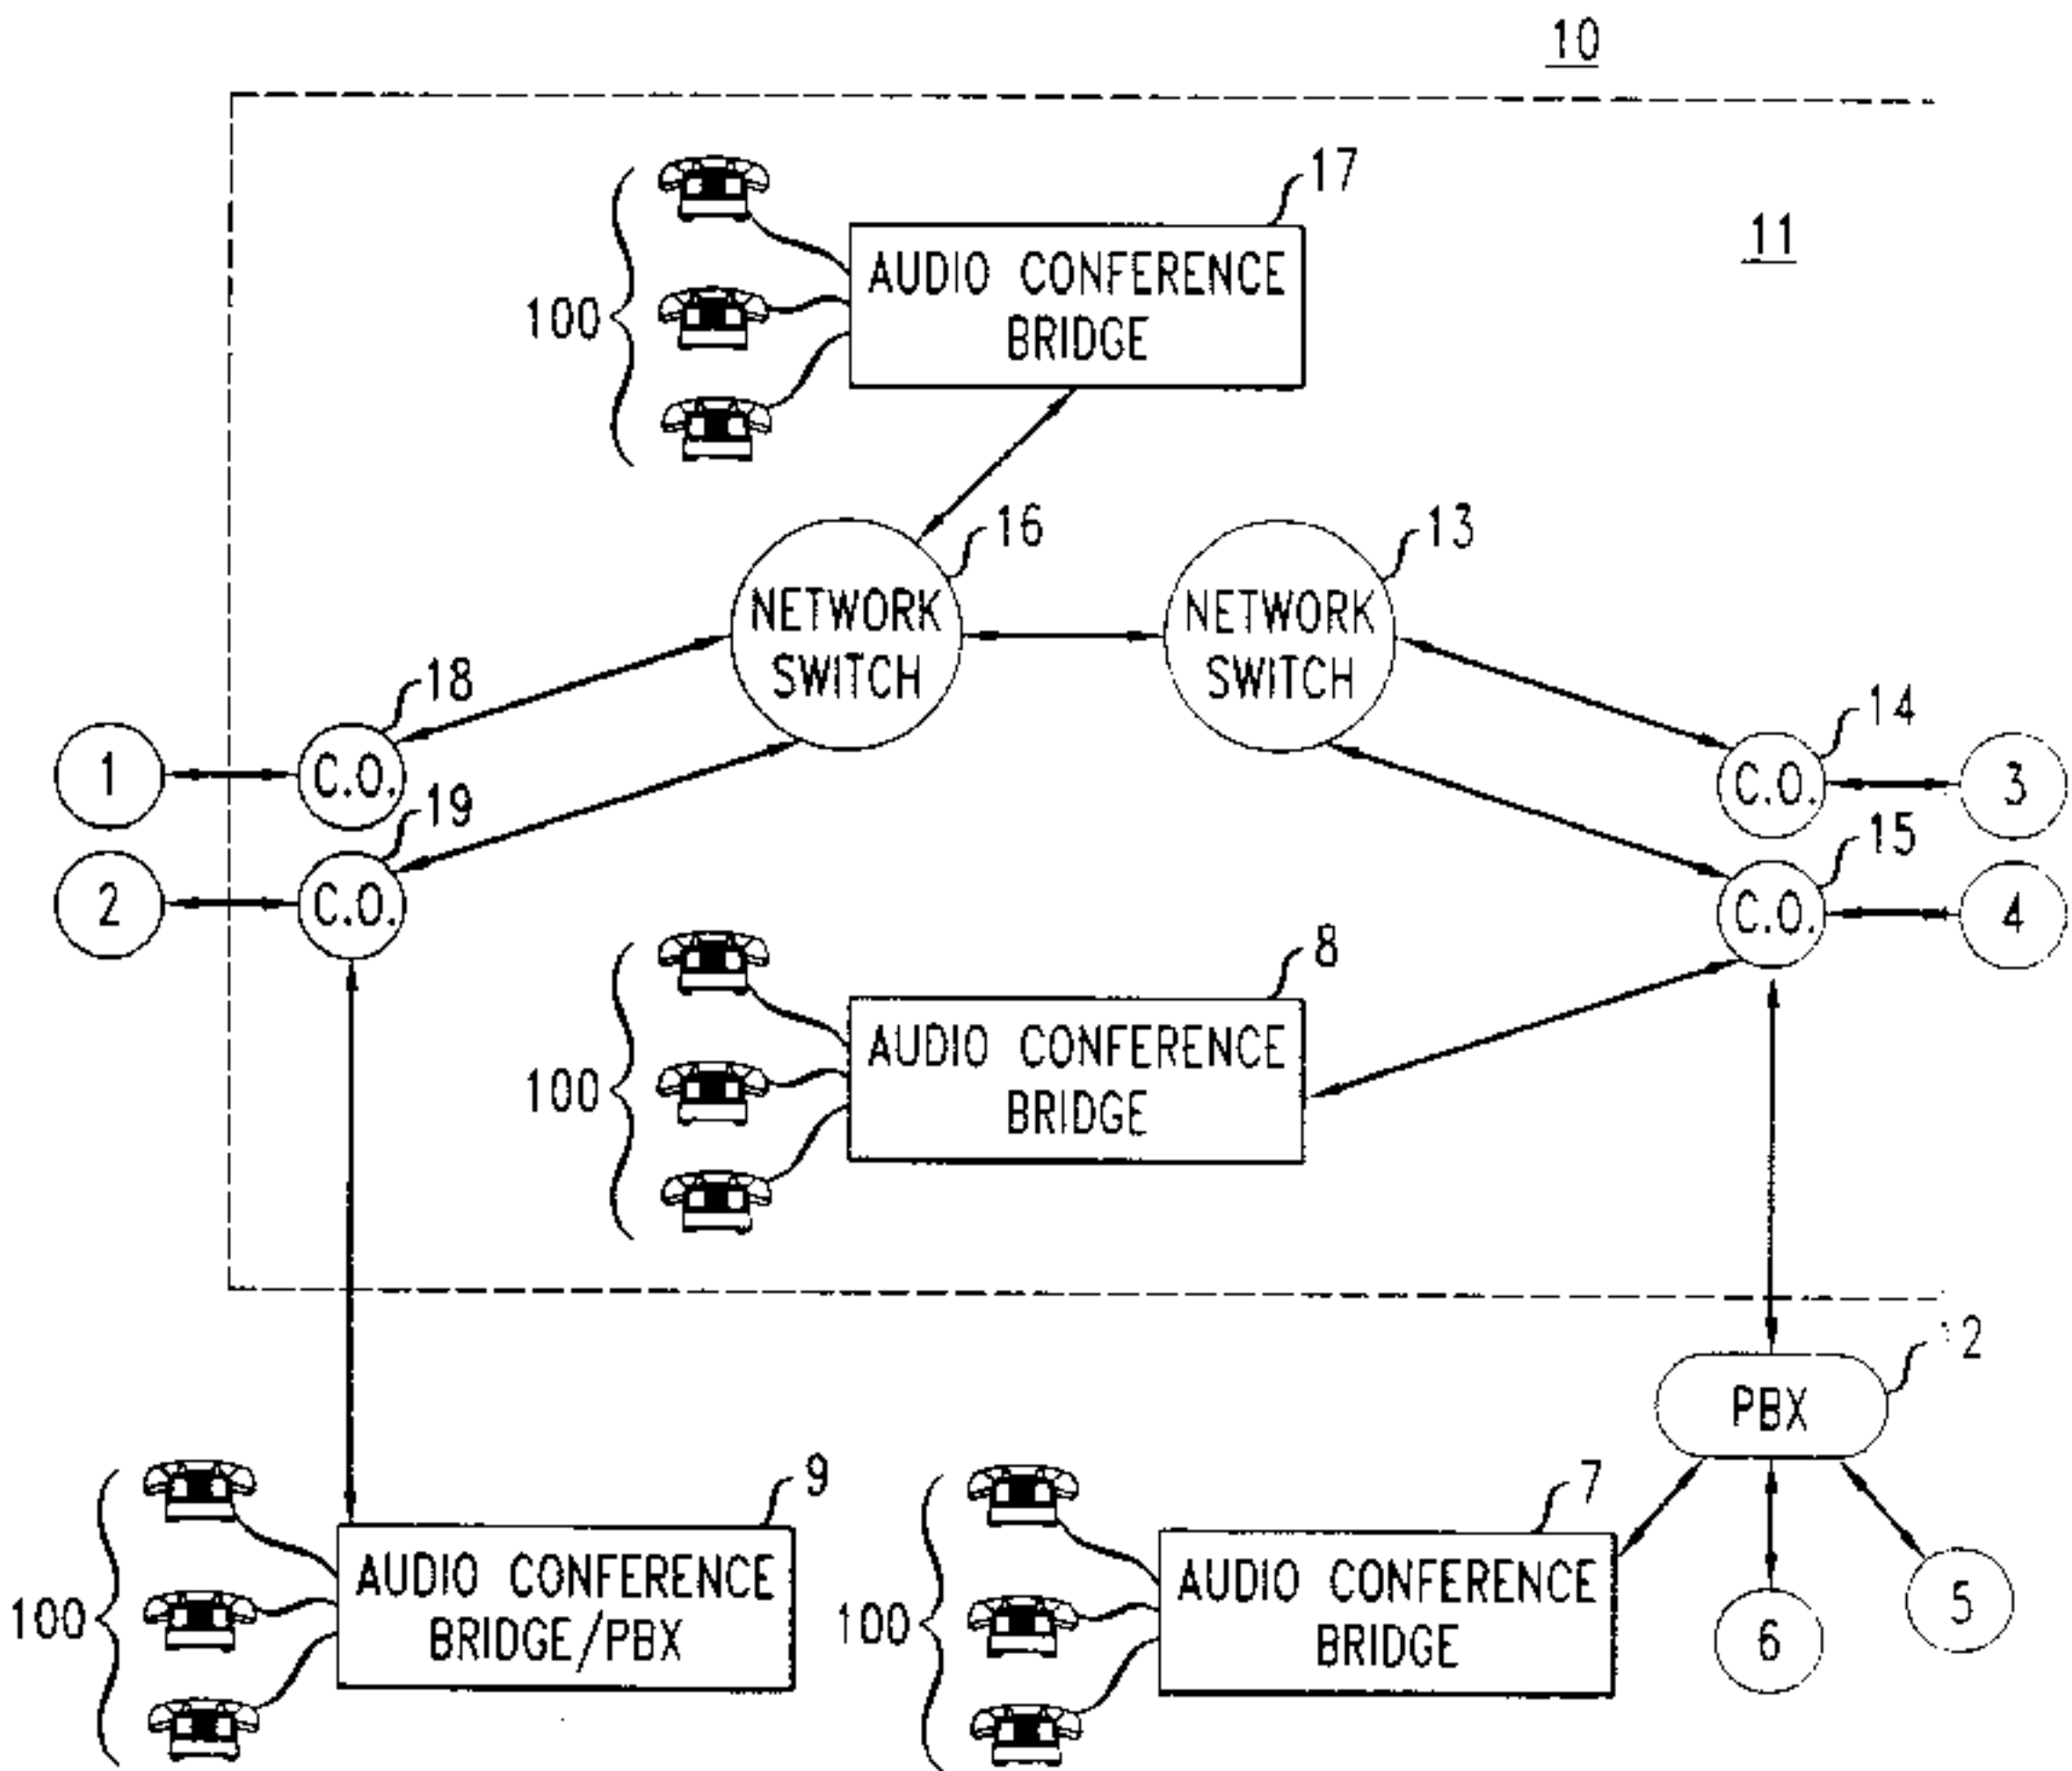 10
11
17
AUDIO CONFERENCE
BRIDGE
100
16
13
NETWORK
SWITCH
NETWORK
SWITCH
18
14
1
C.O.
C.O.
3
19
15
2
C.O.
C.O.
4
8
AUDIO CONFERENCE
BRIDGE
100
12
PBX
9
7
AUDIO CONFERENCE
BRIDGE/PBX
100
AUDIO CONFERENCE
BRIDGE
100
6
5